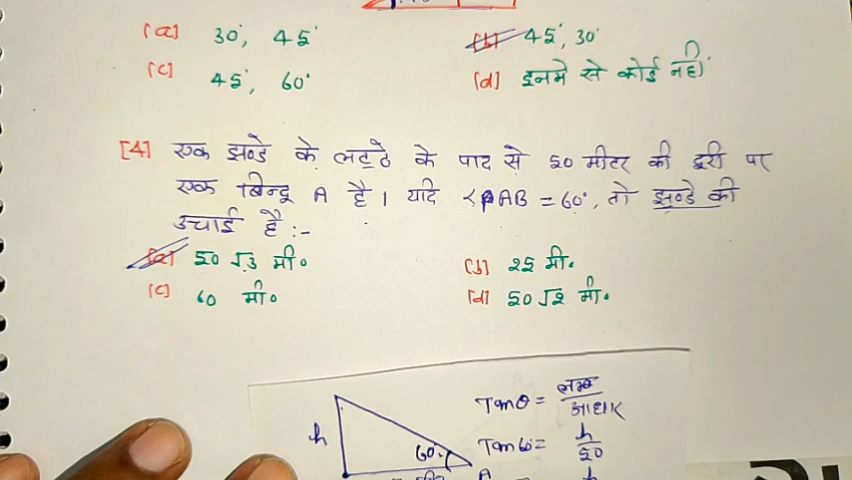 (a) 30°, 45°
(b) 45°, 30°
(c) 45°, 60°
(d) इनमे से कोई नही
[4] एक झण्डे के लट्ठे के पाद से 50 मीटर की दूरी पर
एक बिन्दू A है। यदि <PAB = 60°, तो झण्डे की
उचाई है :-
(a) 50√3 मी०
(b) 25 मी०
(c) 60 मी०
(d) 50√2 मी०
Tanθ = लम्ब/आधार
h
60°
Tan60° = h/50
A
h